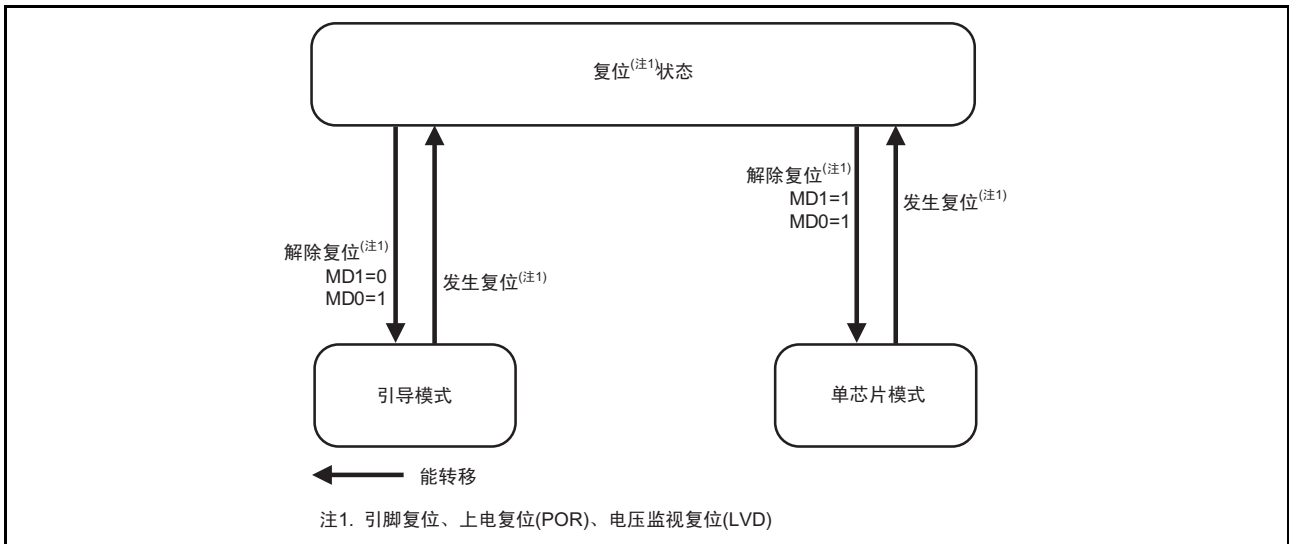 复位(注1)状态
解除复位(注1)
MD1=1
MD0=1
发生复位(注1)
解除复位(注1)
MD1=0
MD0=1
发生复位(注1)
引导模式
单芯片模式
能转移
注1. 引脚复位、上电复位(POR)、电压监视复位(LVD)